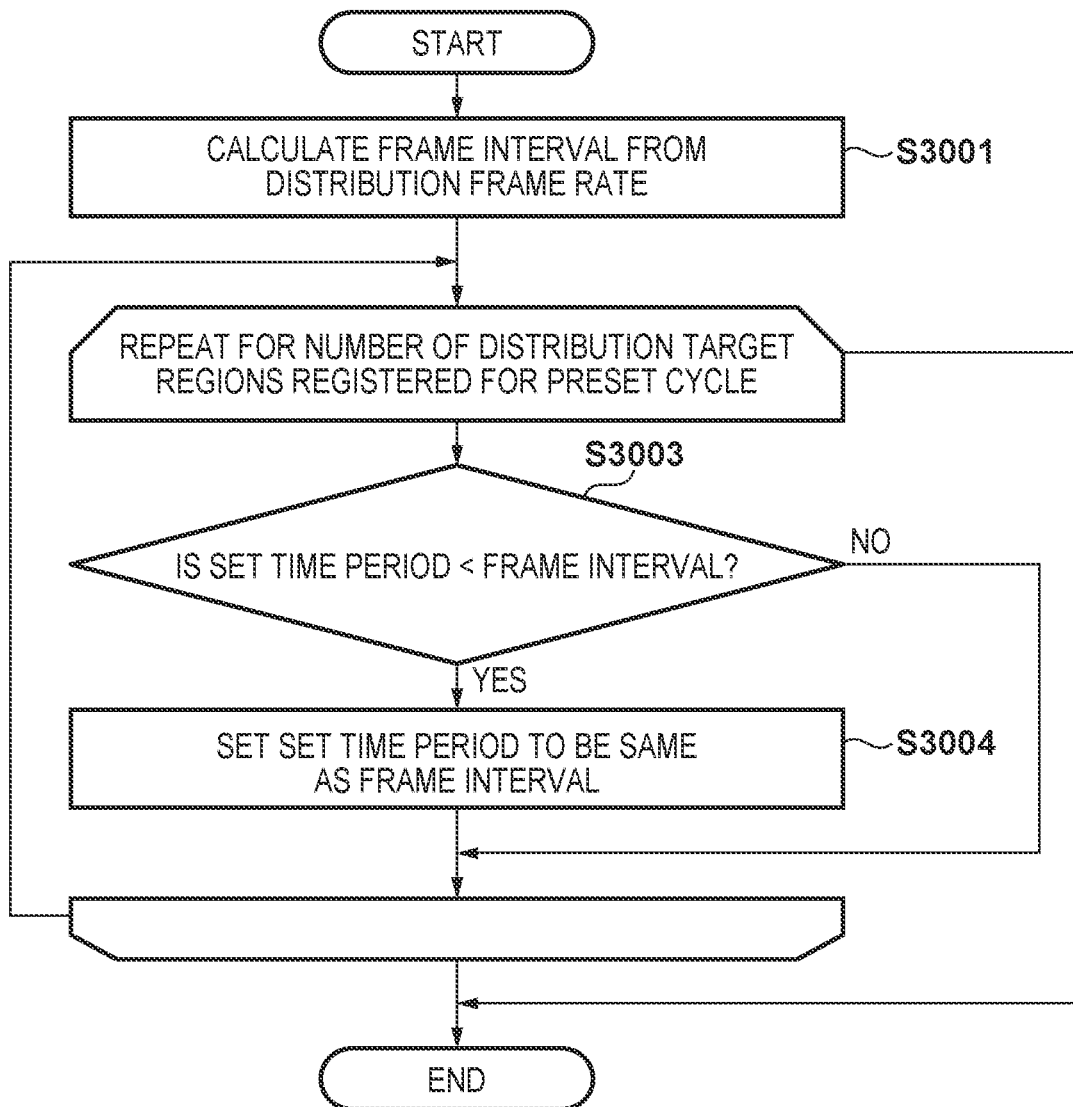 START
CALCULATE FRAME INTERVAL FROM
DISTRIBUTION FRAME RATE
S3001
REPEAT FOR NUMBER OF DISTRIBUTION TARGET
REGIONS REGISTERED FOR PRESET CYCLE
S3003
IS SET TIME PERIOD < FRAME INTERVAL?
NO
YES
SET SET TIME PERIOD TO BE SAME
AS FRAME INTERVAL
S3004
END